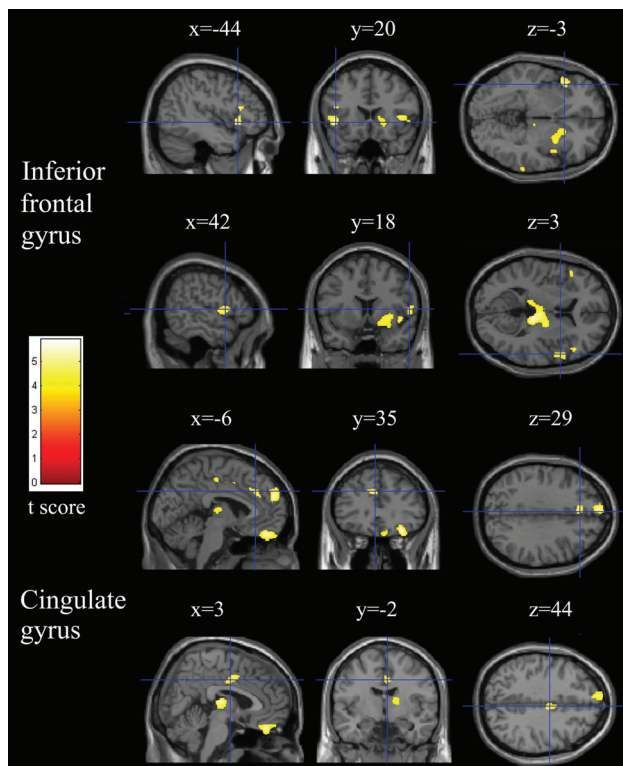 x=-44 y=20 z=-3
Inferior
frontal
gyrus
x=42 y=18 z=3
5
4
3
2
1
0
t score
x=-6 y=35 z=29
Cingulate
gyrus
x=3 y=-2 z=44